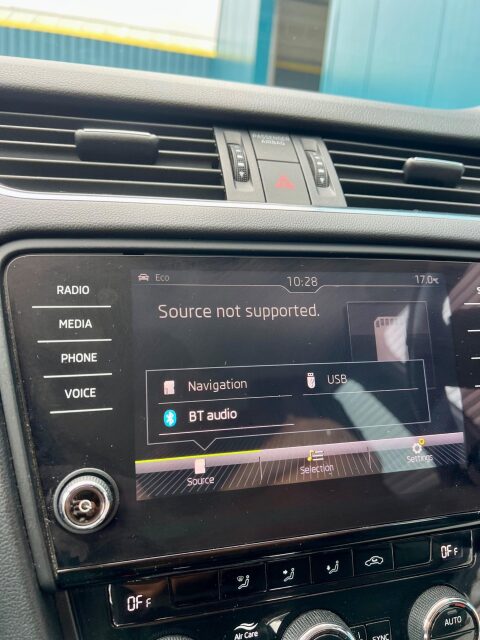 PASSENGER
AIRBAG
Eco 10:28 17.0°C
RADIO
MEDIA
PHONE
VOICE
Source not supported.
Navigation USB
BT audio
Source Selection Settings
OFF OFF
Air Care SYNC AUTO